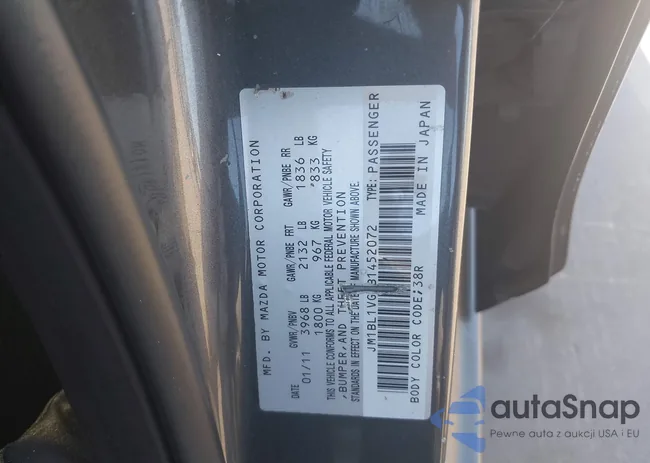 MFD. BY MAZDA MOTOR CORPORATION
DATE GVWR/PNBV GAWR/PNBE FRT GAWR/PNBE RR
01/11 3968 LB 2132 LB 1836 LB
1800 KG 967 KG 833 KG
THIS VEHICLE CONFORMS TO ALL APPLICABLE FEDERAL MOTOR VEHICLE SAFETY
,BUMPER,AND THEFT PREVENTION
STANDARDS IN EFFECT ON THE DATE OF MANUFACTURE SHOWN ABOVE.
JM1BL1VG B1452072 TYPE: PASSENGER
BODY COLOR CODE:38R MADE IN JAPAN
autoSnap
Pewne auta z aukcji USA i EU